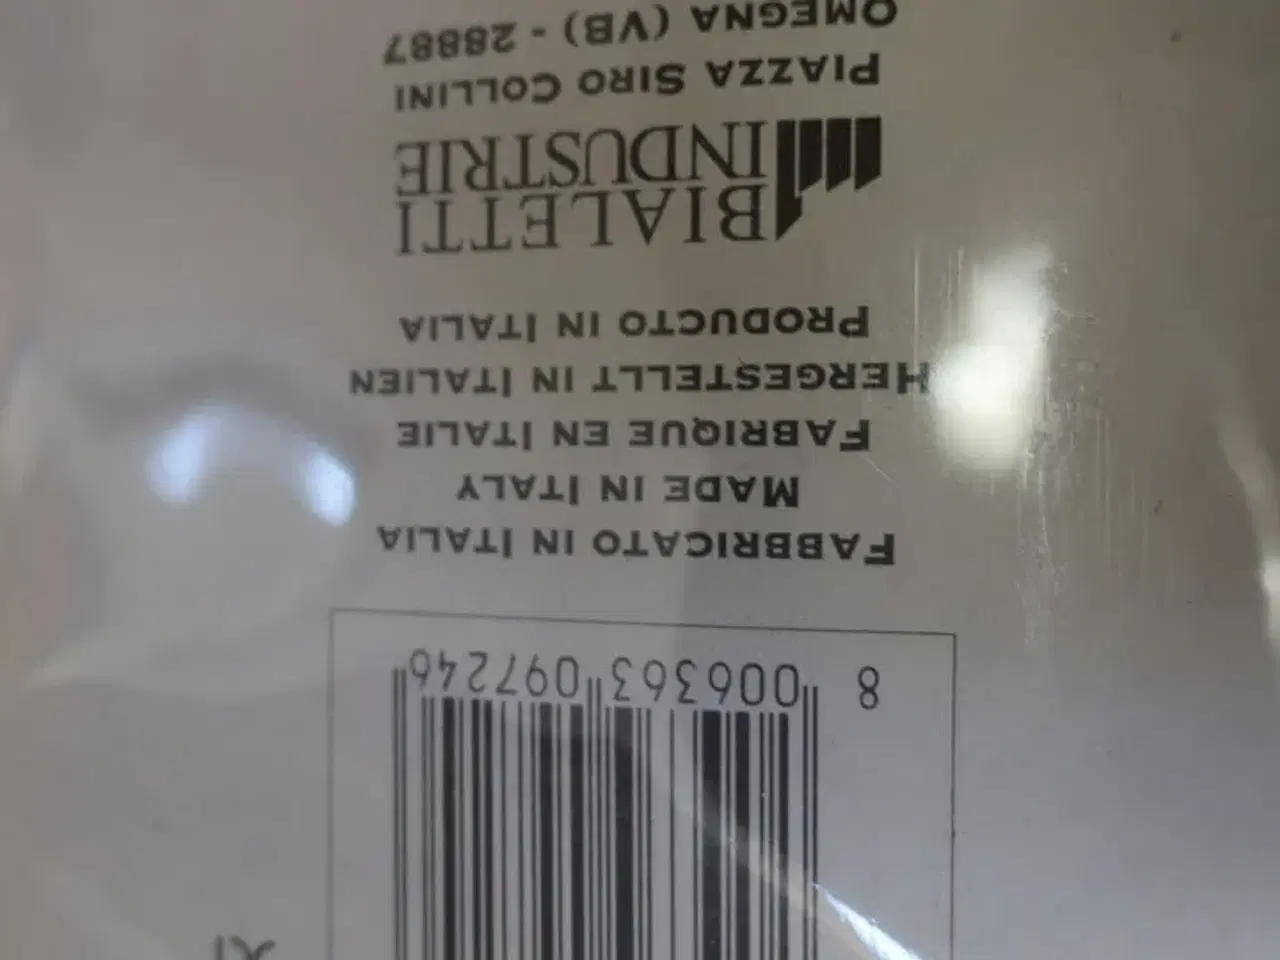 8 006363 097246
FABBRICATO IN ITALIA
MADE IN ITALY
FABRIQUE EN ITALIE
HERGESTELLT IN ITALIEN
PRODUCTO IN ITALIA
BIALETTI
INDUSTRIE
PIAZZA SIRO COLLINI
OMEGNA (VB) - 28887